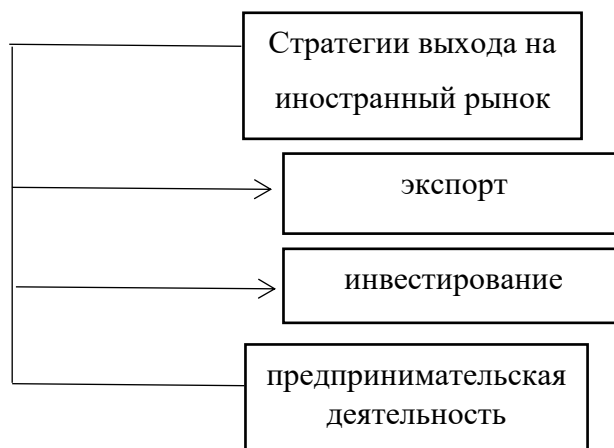 Стратегии выхода на
иностранный рынок
экспорт
инвестирование
предпринимательская
деятельность